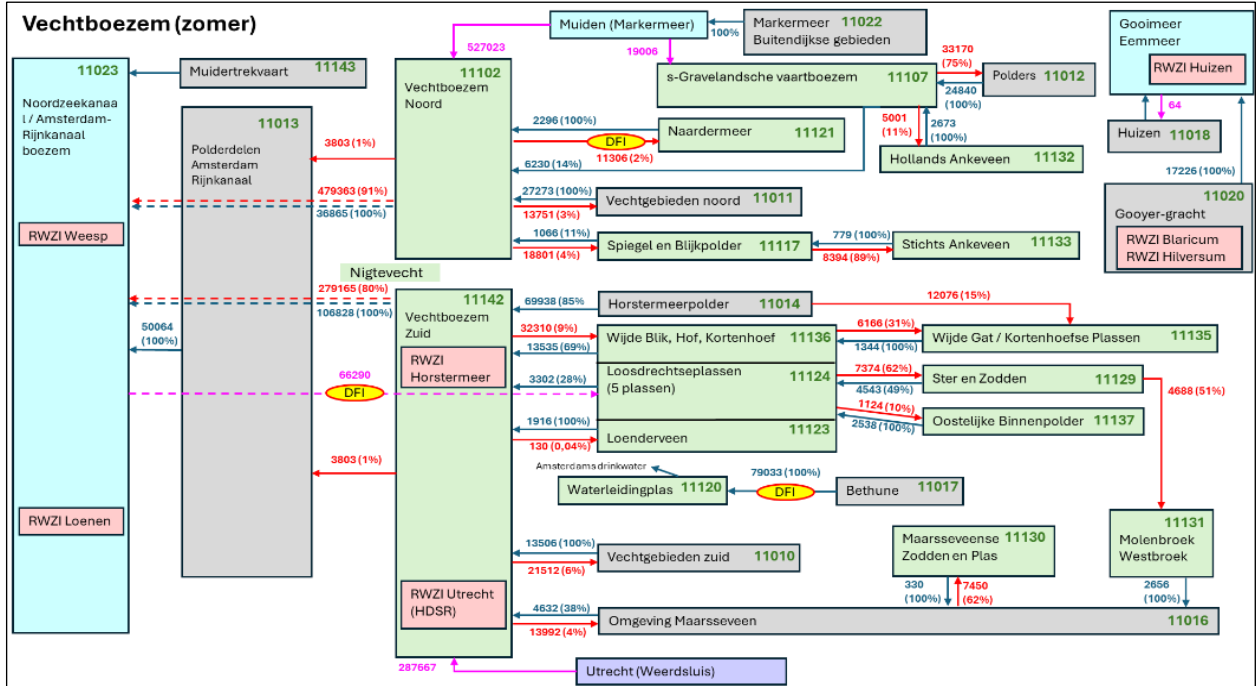 Vechtboezem (zomer)
Muiden (Markermeer)
100%
Markermeer 11022
Buitendijkse gebieden
Gooimeer
Eemmeer
RWZI Huizen
527023
19006
11023
Noordzeekanaa
l / Amsterdam-
Rijnkanaal
boezem
Muidertrekvaart 11143
11102
Vechtboezem
Noord
s-Gravelandsche vaartboezem 11107
33170
(75%)
24840
(100%)
Polders 11012
64
Huizen 11018
11013
Polderdelen
Amsterdam
Rijnkanaal
2296 (100%)
DFI
11306 (2%)
Naardermeer 11121
5001
(11%)
2673
(100%)
Hollands Ankeveen 11132
3803 (1%)
6230 (14%)
17226 (100%)
479363 (91%)
36865 (100%)
27273 (100%)
13751 (3%)
Vechtgebieden noord 11011
11020
Gooyer-gracht
RWZI Blaricum
RWZI Hilversum
RWZI Weesp
1066 (11%)
18801 (4%)
Spiegel en Blijkpolder 11117
779 (100%)
8394 (89%)
Stichts Ankeveen 11133
Nigtevecht
279165 (80%)
106828 (100%)
11142
Vechtboezem
Zuid
69938 (85%
Horstermeerpolder 11014
12076 (15%)
50064
(100%)
32310 (9%)
13535 (69%)
Wijde Blik, Hof, Kortenhoef 11136
6166 (31%)
1344 (100%)
Wijde Gat / Kortenhoefse Plassen 11135
RWZI
Horstermeer
66290
DFI
3302 (28%)
Loosdrechtseplassen
(5 plassen) 11124
7374 (62%)
4543 (49%)
Ster en Zodden 11129
4688 (51%)
1124 (10%)
2538 (100%)
Oostelijke Binnenpolder 11137
1916 (100%)
130 (0,04%)
Loenderveen 11123
3803 (1%)
Amsterdams drinkwater
79033 (100%)
Waterleidingplas 11120
DFI
Bethune 11017
RWZI Loenen
13506 (100%)
21512 (6%)
Vechtgebieden zuid 11010
Maarsseveense 11130
Zodden en Plas
11131
Molenbroek
Westbroek
RWZI Utrecht
(HDSR)
330
(100%)
7450
(62%)
2656
(100%)
4632 (38%)
13992 (4%)
Omgeving Maarsseveen 11016
287667
Utrecht (Weerdsluis)